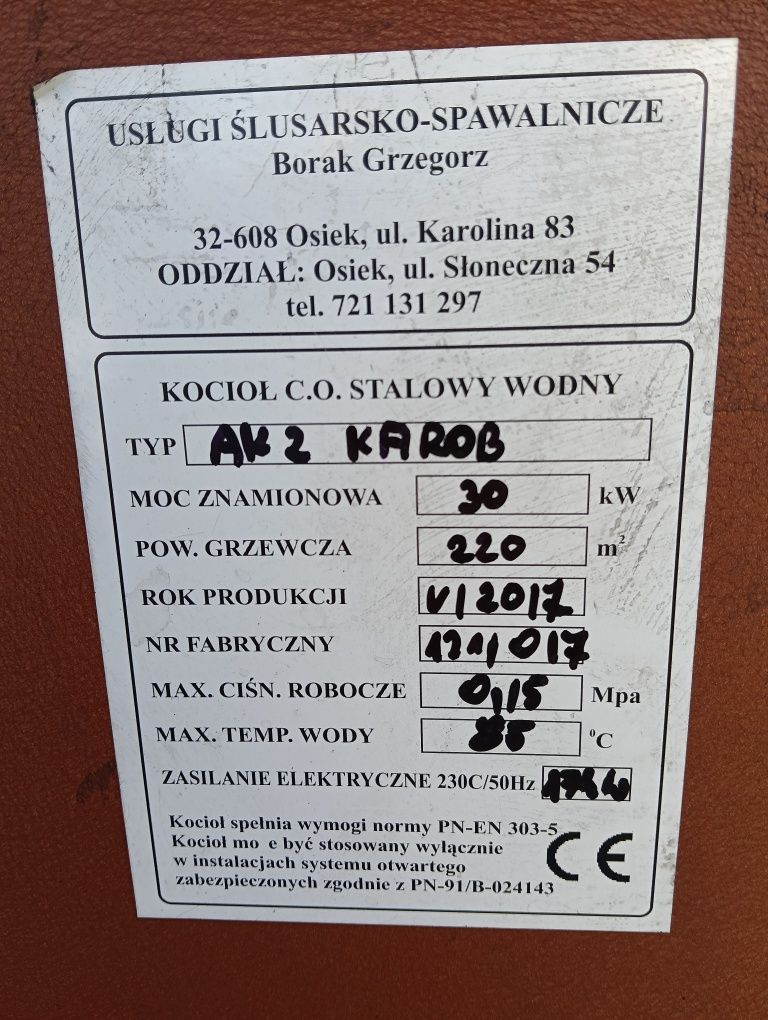 USŁUGI ŚLUSARSKO-SPAWALNICZE
Borak Grzegorz
32-608 Osiek, ul. Karolina 83
ODDZIAŁ: Osiek, ul. Słoneczna 54
tel. 721 131 297
KOCIOŁ C.O. STALOWY WODNY
TYP AK2 KAROB
MOC ZNAMIONOWA 30 kW
POW. GRZEWCZA 220 m²
ROK PRODUKCJI V/2017
NR FABRYCZNY
MAX. CIŚN. ROBOCZE 0,15 Mpa
MAX. TEMP. WODY 85 ⁰C
ZASILANIE ELEKTRYCZNE 230C/50Hz
Kocioł spełnia wymogi normy PN-EN 303-5
Kocioł mo e być stosowany wyłącznie
w instalacjach systemu otwartego
zabezpieczonych zgodnie z PN-91/B-024143
CE